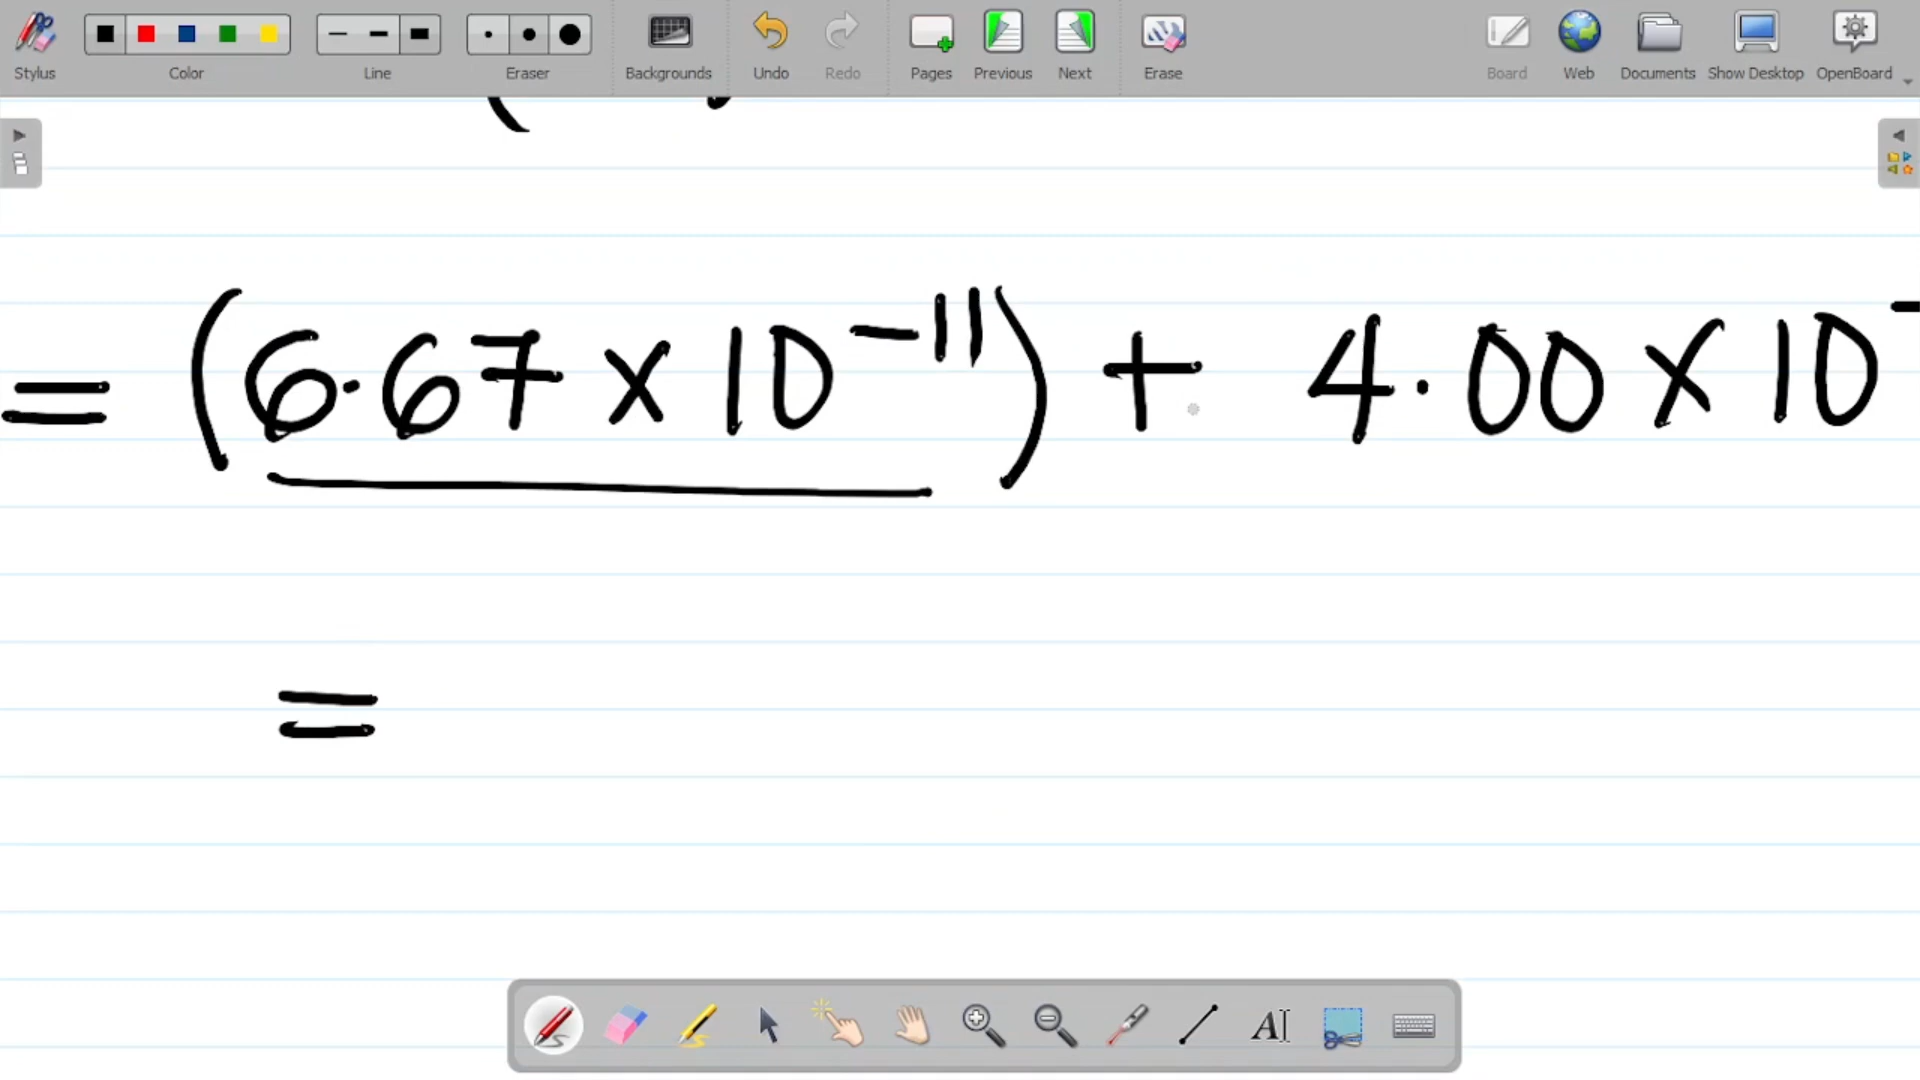 Stylus Color Line Eraser Backgrounds Undo Redo Pages Previous Next Erase Board Web Documents Show Desktop OpenBoard
= (6.67 x 10⁻¹¹) + 4.00 x 10⁻
=